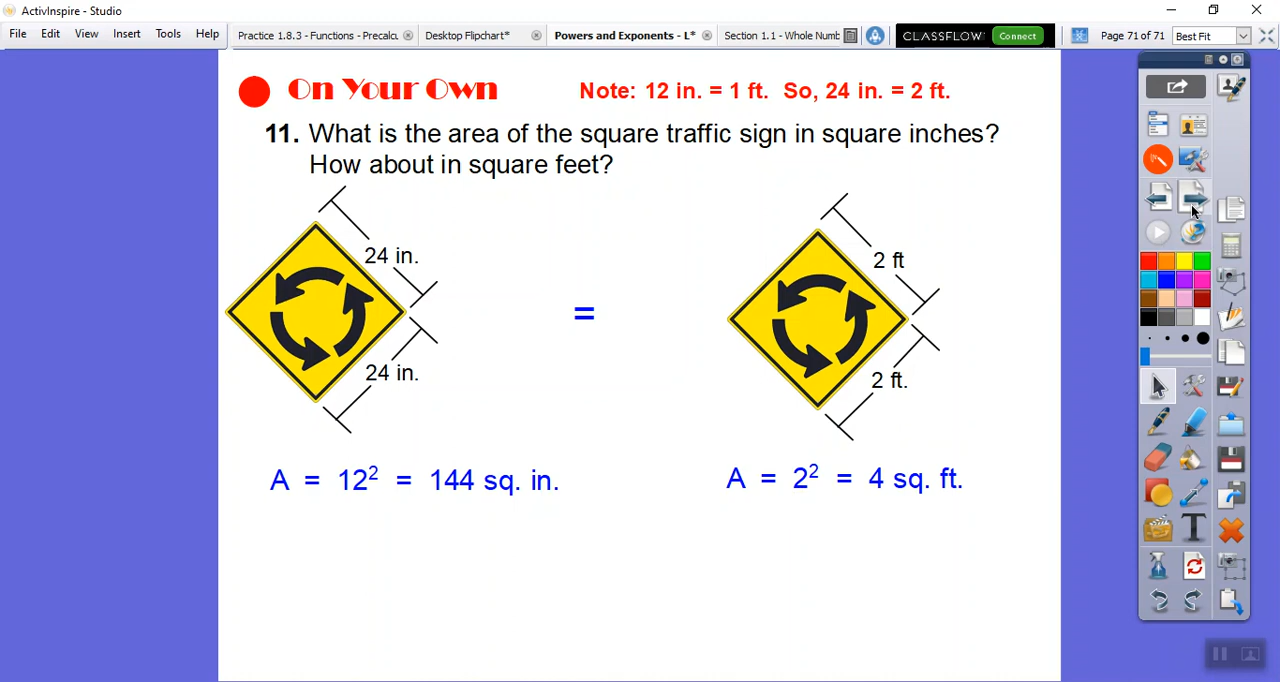 ActivInspire - Studio
File Edit View Insert Tools Help
Practice 1.8.3 - Functions - Precalcu
Desktop Flipchart*
Powers and Exponents - L*
Section 1.1 - Whole Numb
CLASSFLOW Connect
Page 71 of 71
Best Fit
On Your Own
Note: 12 in. = 1 ft. So, 24 in. = 2 ft.
11. What is the area of the square traffic sign in square inches?
How about in square feet?
24 in.
24 in.
=
2 ft
2 ft.
A = 12² = 144 sq. in.
A = 2² = 4 sq. ft.